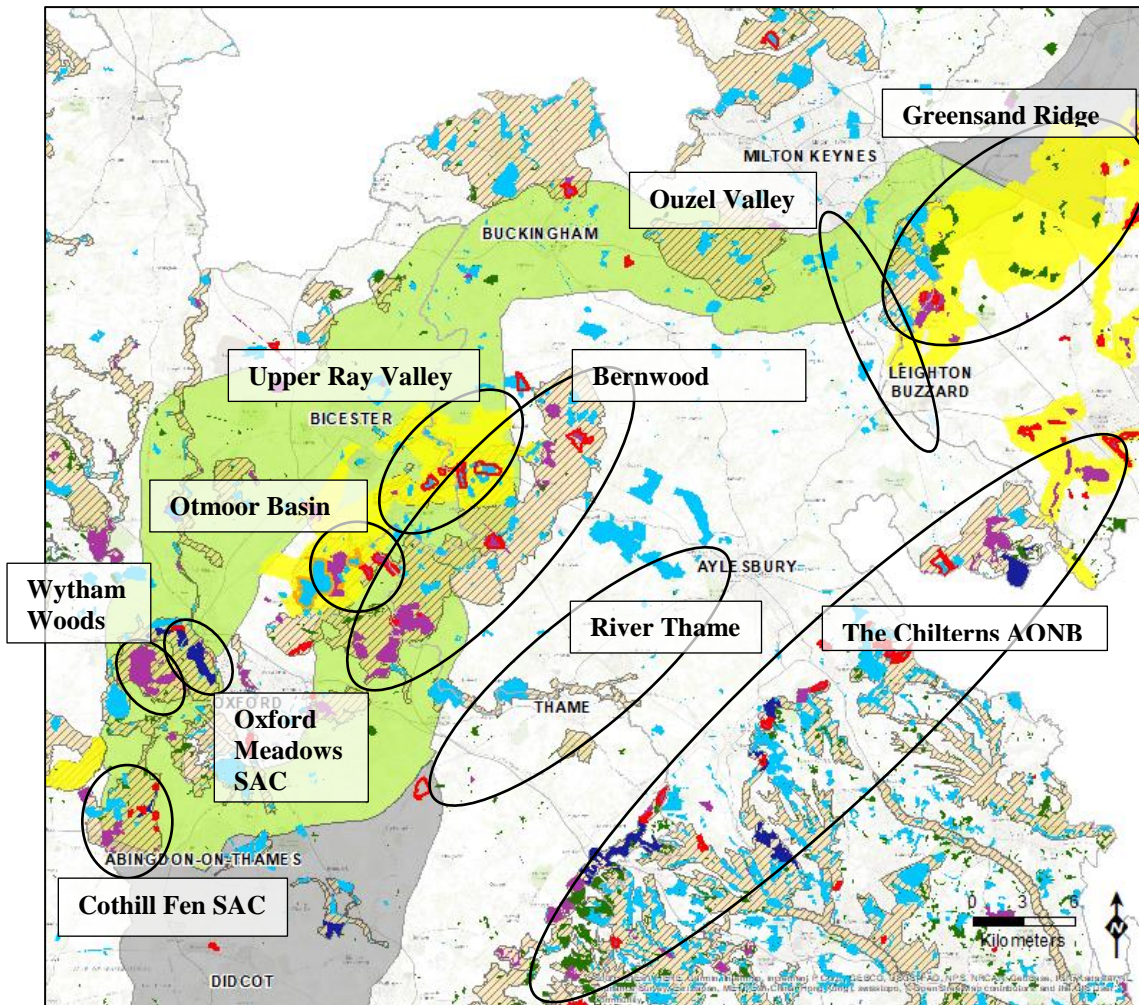 Greensand Ridge
MILTON KEYNES
Ouzel Valley
BUCKINGHAM
Upper Ray Valley
Bernwood
LEIGHTON
BUZZARD
BICESTER
Otmoor Basin
AYLESBURY
Wytham
Woods
River Thame
The Chilterns AONB
OXFORD
THAME
Oxford
Meadows
SAC
ABINGDON-ON-THAMES
Cothill Fen SAC
0 3 6
Kilometers
N
DIDCOT